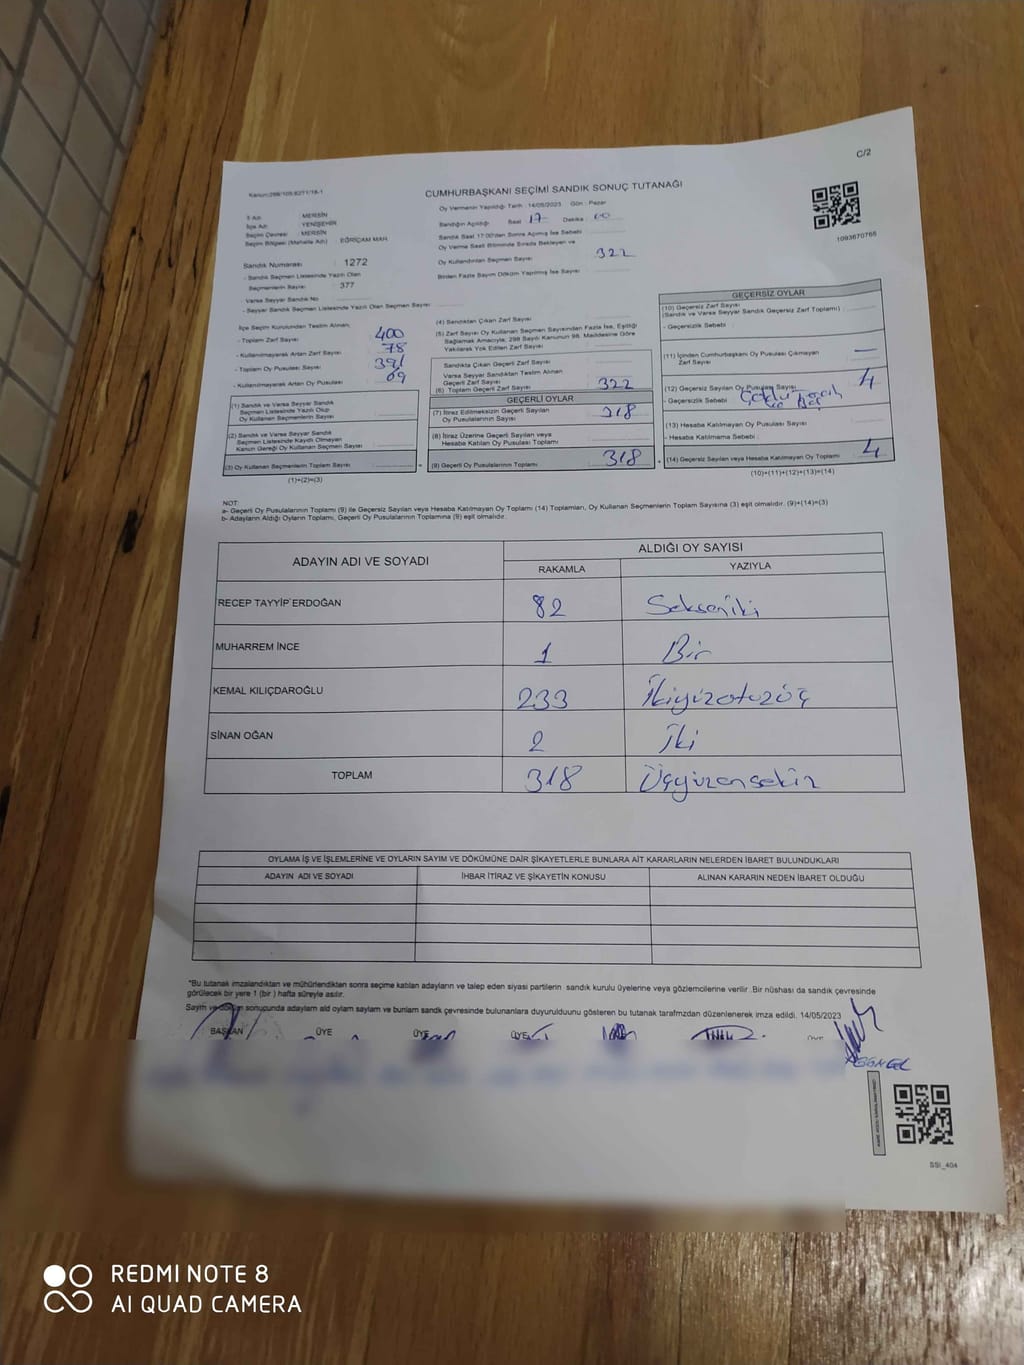 C/2
Kanun:298/105;6271/18-1
CUMHURBAŞKANI SEÇİMİ SANDIK SONUÇ TUTANAĞI
1093670765
İl Adı: MERSİN
İlçe Adı: YENİŞEHİR
Seçim Çevresi: MERSİN
Seçim Bölgesi (Mahalle Adı) EĞRİÇAM MAH.
Sandık Numarası 1272
- Sandık Seçmen Listesinde Yazılı Olan
Seçmenlerin Sayısı 377
- Varsa Seyyar Sandık No
- Seyyar Sandık Seçmen Listesinde Yazılı Olan Seçmen Sayısı
Oy Vermenin Yapıldığı Tarih : 14/05/2023 Gün : Pazar
Sandığın Açıldığı Saat 17 Dakika 00
Sandık Saat 17:00'den Sonra Açılmış İse Sebebi
Oy Verme Saati Bitiminde Sırada Bekleyen ve
Oy Kullandırılan Seçmen Sayısı 322
Birden Fazla Sayım Döküm Yapılmış İse Sayısı
İlçe Seçim Kurulundan Teslim Alınan,
- Toplam Zarf Sayısı 400
- Kullanılmayarak Artan Zarf Sayısı 78
- Toplam Oy Pusulası Sayısı 391
- Kullanılmayarak Artan Oy Pusulası 69
(1) Sandık ve Varsa Seyyar Sandık
Seçmen Listesinde Yazılı Olup
Oy Kullanan Seçmenlerin Sayısı
(2) Sandık ve Varsa Seyyar Sandık
Seçmen Listesinde Kayıtlı Olmayan
Kanun Gereği Oy Kullanan Seçmen Sayısı
(3) Oy Kullanan Seçmenlerin Toplam Sayısı
(1)+(2)=(3)
(4) Sandıktan Çıkan Zarf Sayısı
(5) Zarf Sayısı Oy Kullanan Seçmen Sayısından Fazla İse, Eşitliği
Sağlamak Amacıyla, 298 Sayılı Kanunun 98. Maddesine Göre
Yakılarak Yok Edilen Zarf Sayısı
Sandıkta Çıkan Geçerli Zarf Sayısı
Varsa Seyyar Sandıktan Teslim Alınan
Geçerli Zarf Sayısı
(6) Toplam Geçerli Zarf Sayısı 322
GEÇERLİ OYLAR
(7) İtiraz Edilmeksizin Geçerli Sayılan
Oy Pusulalarının Sayısı 318
(8) İtiraz Üzerine Geçerli Sayılan veya
Hesaba Katılan Oy Pusulası Toplamı
(9) Geçerli Oy Pusulalarının Toplamı 318
GEÇERSİZ OYLAR
(10) Geçersiz Zarf Sayısı
(Sandık ve Varsa Seyyar Sandık Geçersiz Zarf Toplamı)
- Geçersizlik Sebebi :
(11) İçinden Cumhurbaşkanı Oy Pusulası Çıkmayan
Zarf Sayısı —
(12) Geçersiz Sayılan Oy Pusulası Sayısı 4
- Geçersizlik Sebebi
(13) Hesaba Katılmayan Oy Pusulası Sayısı
- Hesaba Katılmama Sebebi :
(14) Geçersiz Sayılan veya Hesaba Katılmayan Oy Toplamı 4
(10)+(11)+(12)+(13)=(14)
NOT:
a- Geçerli Oy Pusulalarının Toplamı (9) ile Geçersiz Sayılan veya Hesaba Katılmayan Oy Toplamı (14) Toplamları, Oy Kullanan Seçmenlerin Toplam Sayısına (3) eşit olmalıdır. (9)+(14)=(3)
b- Adayların Aldığı Oyların Toplamı, Geçerli Oy Pusulalarının Toplamına (9) eşit olmalıdır.
ADAYIN ADI VE SOYADI ALDIĞI OY SAYISI
RAKAMLA YAZIYLA
RECEP TAYYİP ERDOĞAN 82 Sekseniki
MUHARREM İNCE 1 Bir
KEMAL KILIÇDAROĞLU 233 İkiyüzotuzüç
SİNAN OĞAN 2 İki
TOPLAM 318 Üçyüzonsekiz
OYLAMA İŞ VE İŞLEMLERİNE VE OYLARIN SAYIM VE DÖKÜMÜNE DAİR ŞİKAYETLERLE BUNLARA AİT KARARLARIN NELERDEN İBARET BULUNDUKLARI
ADAYIN ADI VE SOYADI İHBAR İTİRAZ VE ŞİKAYETİN KONUSU ALINAN KARARIN NEDEN İBARET OLDUĞU
*Bu tutanak imzalandıktan ve mühürlendikten sonra seçime katılan adayların ve talep eden siyasi partilerin sandık kurulu üyelerine veya gözlemcilerine verilir .Bir nüshası da sandık çevresinde
görülecek bir yere 1 (bir ) hafta süreyle asılır.
Sayım ve döküm sonucunda adayların aldığı oyların sayısını ve bunların sandık çevresinde bulunanlara duyurulduunu gösteren bu tutanak tarafımızdan düzenlenerek imza edildi. 14/05/2023
BAŞKAN ÜYE ÜYE ÜYE ÜYE
SSİ_404
REDMI NOTE 8
AI QUAD CAMERA